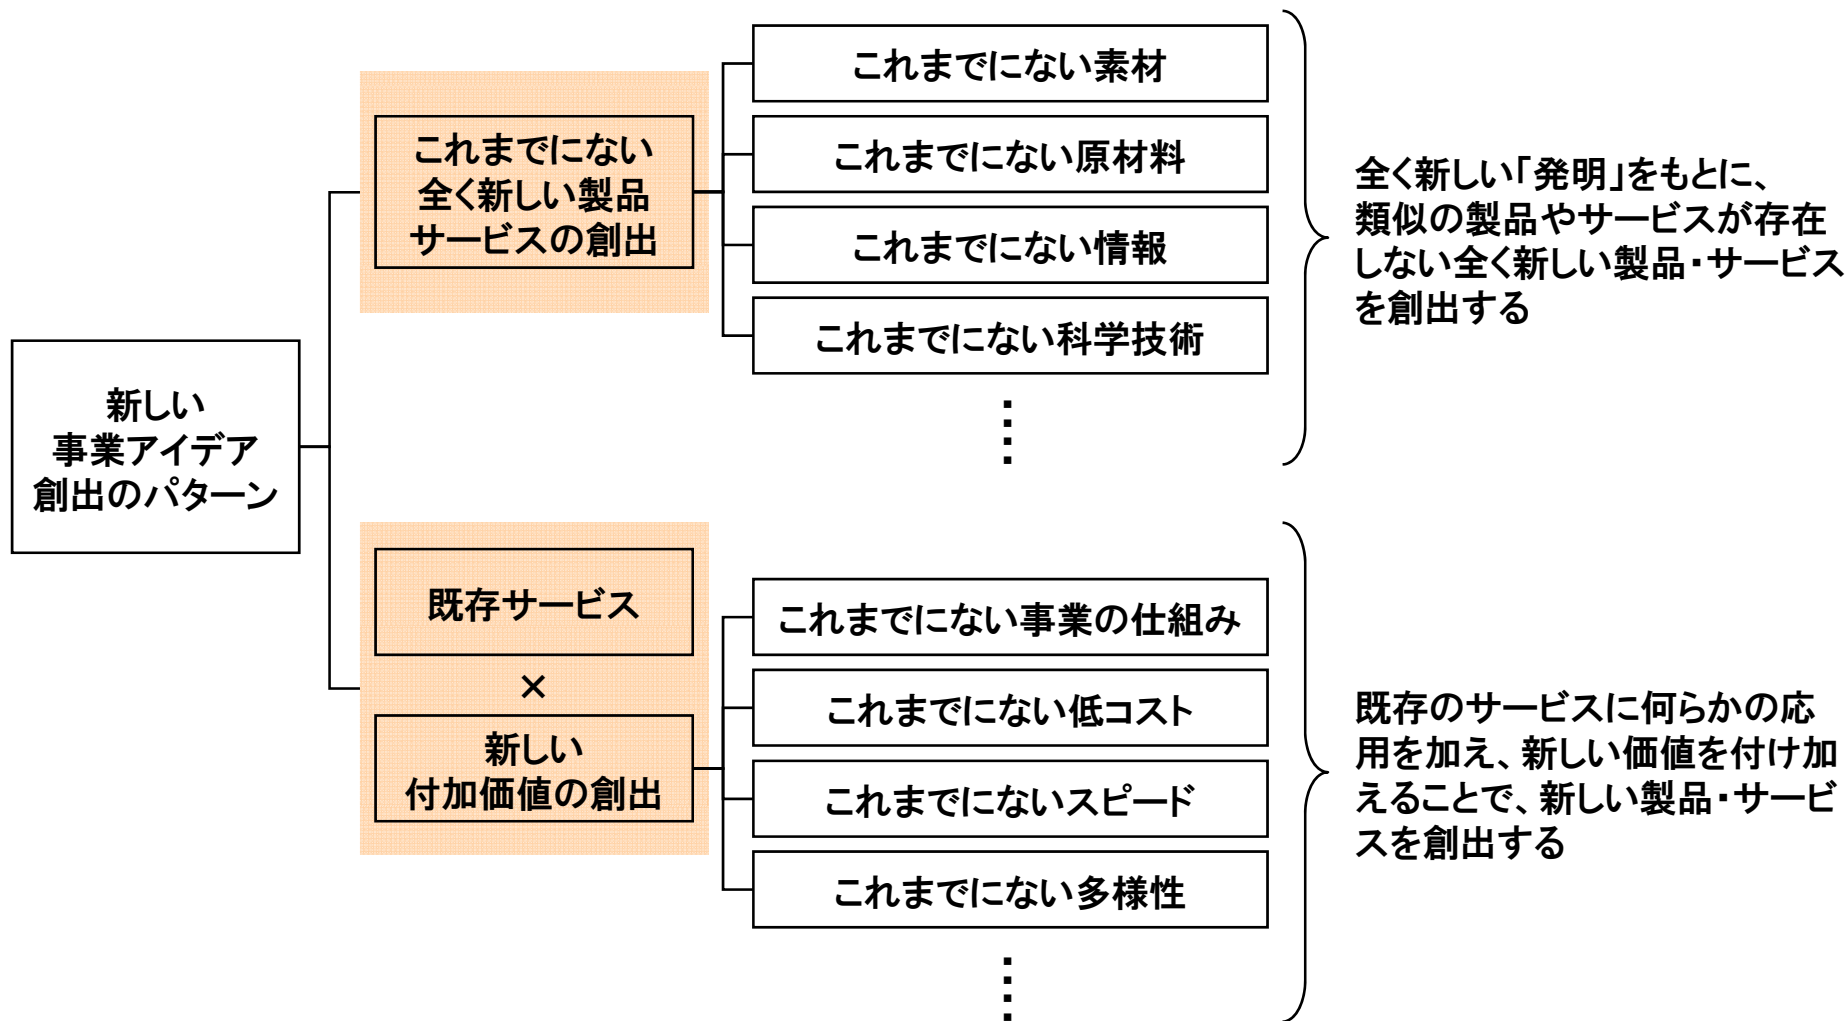 新しい
事業アイデア
創出のパターン
これまでにない
全く新しい製品
サービスの創出
これまでにない素材
これまでにない原材料
これまでにない情報
これまでにない科学技術
全く新しい「発明」をもとに、
類似の製品やサービスが存在
しない全く新しい製品・サービス
を創出する
既存サービス
×
新しい
付加価値の創出
これまでにない事業の仕組み
これまでにない低コスト
これまでにないスピード
これまでにない多様性
既存のサービスに何らかの応
用を加え、新しい価値を付け加
えることで、新しい製品・サービ
スを創出する